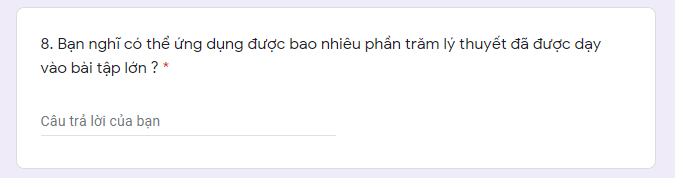 8. Bạn nghĩ có thể ứng dụng được bao nhiêu phần trăm lý thuyết đã được dạy
vào bài tập lớn ? *
Câu trả lời của bạn